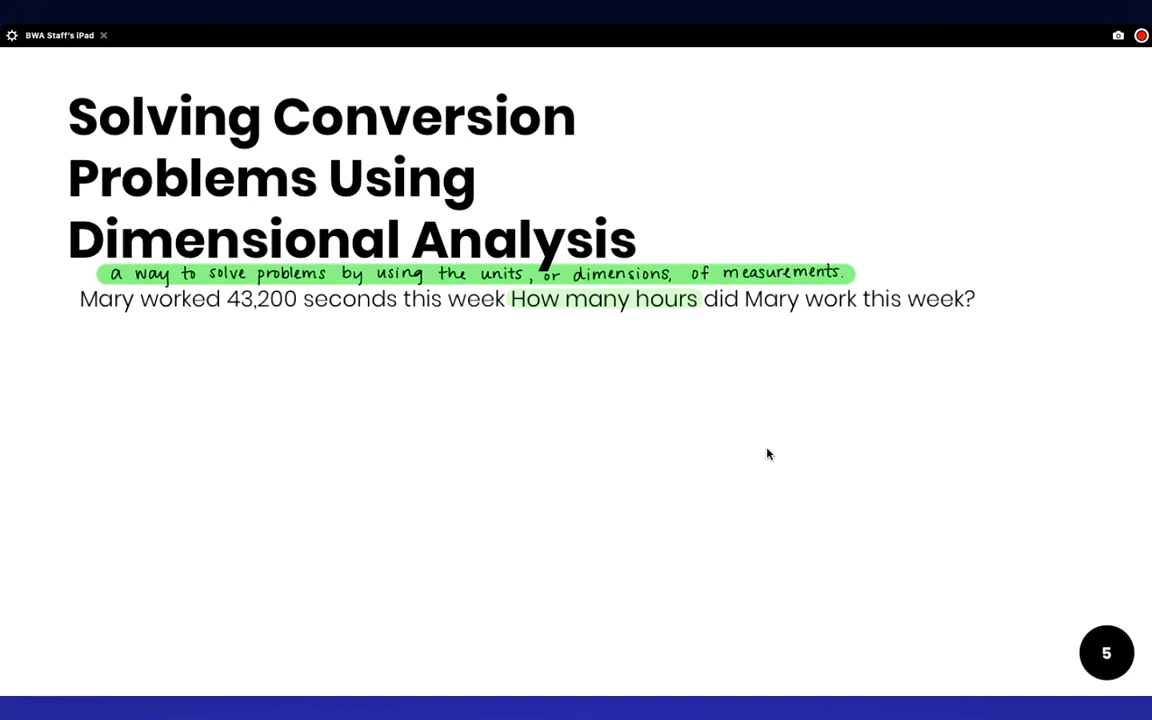 BWA Staff's iPad
Solving Conversion
Problems Using
Dimensional Analysis
a way to solve problems by using the units, or dimensions, of measurements.
Mary worked 43,200 seconds this week How many hours did Mary work this week?
5